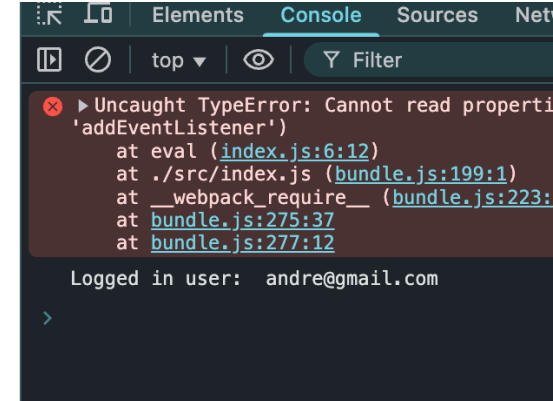 Elements Console Sources Net
top Filter
Uncaught TypeError: Cannot read properti
'addEventListener')
at eval (index.js:6:12)
at ./src/index.js (bundle.js:199:1)
at __webpack_require__ (bundle.js:223:
at bundle.js:275:37
at bundle.js:277:12
Logged in user: andre@gmail.com